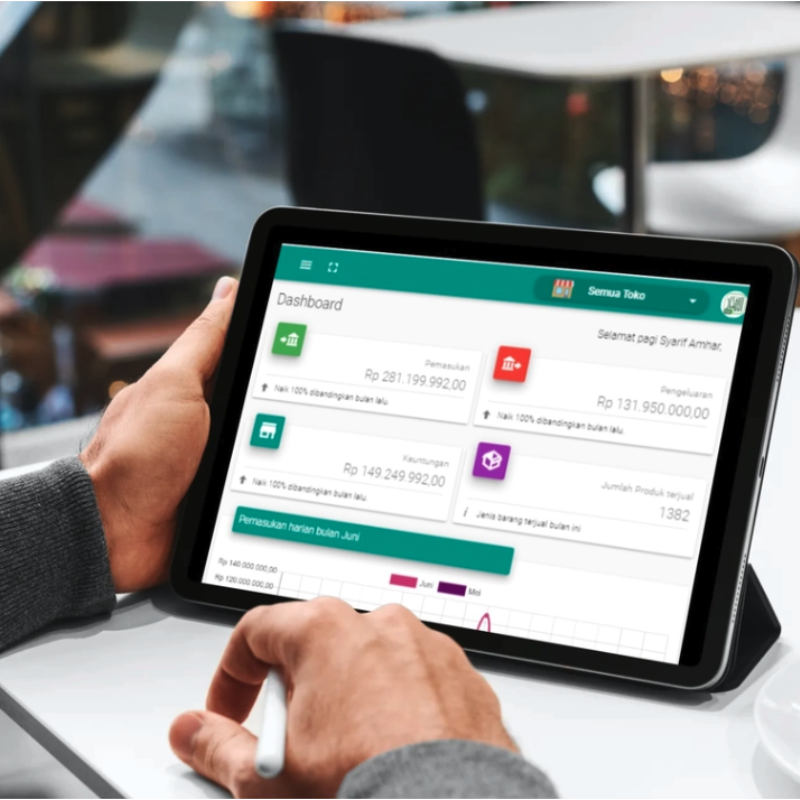 Semua Toko
Dashboard
Selamat pagi Syarif Amhar,
Pemasukan
Rp 281.199.992,00
Naik 100% dibandingkan bulan lalu.
Pengeluaran
Rp 131.950.000,00
Naik 100% dibandingkan bulan lalu.
Keuntungan
Rp 149.249.992,00
Naik 100% dibandingkan bulan lalu.
Jumlah Produk terjual
1382
Jenis barang terjual bulan ini
Pemasukan harian bulan Juni
Juni
Mei
Rp 140.000.000,00
Rp 120.000.000,00